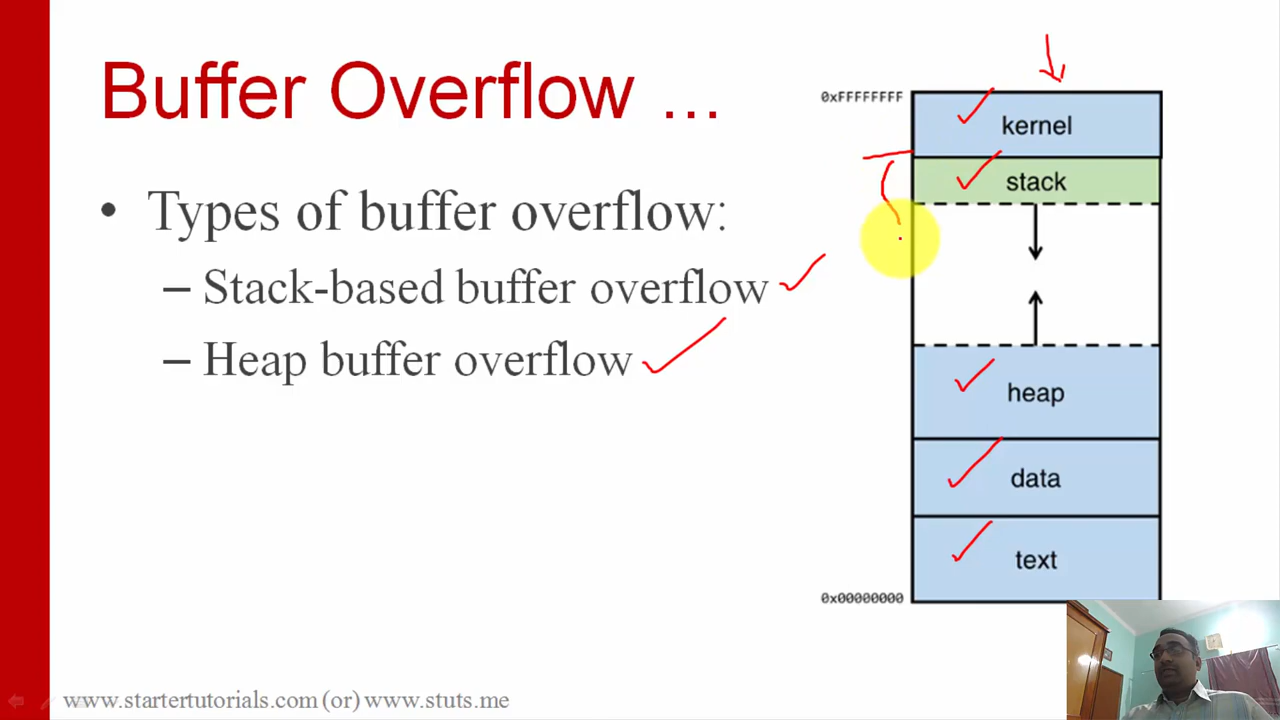 Buffer Overflow ...
• Types of buffer overflow:
– Stack-based buffer overflow
– Heap buffer overflow
0xFFFFFFFF
kernel
stack
heap
data
text
0x00000000
www.startertutorials.com (or) www.stuts.me